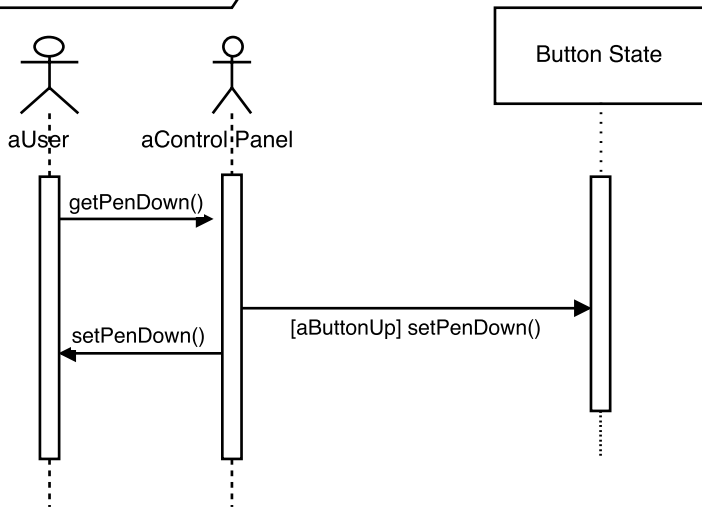 Button State
aUser
aControl Panel
getPenDown()
[aButtonUp] setPenDown()
setPenDown()